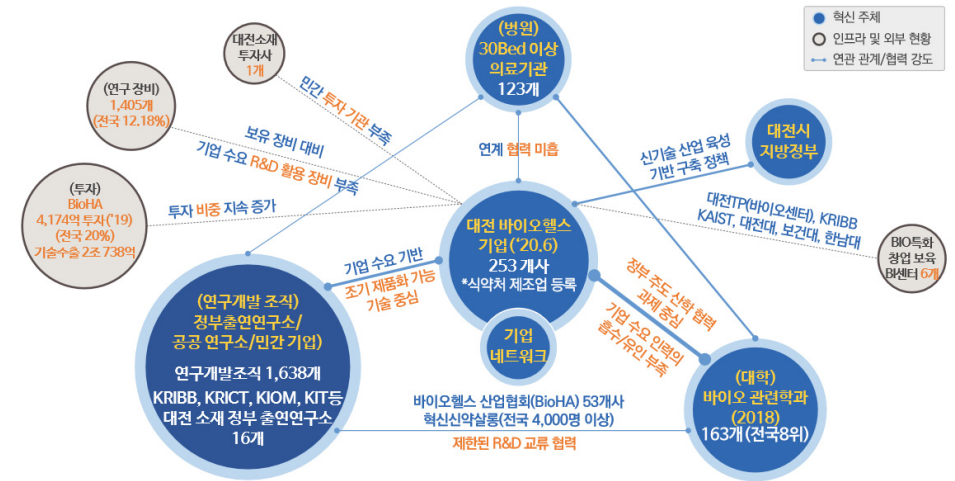 혁신 주체
인프라 및 외부 현황
연관 관계/협력 강도
(병원)
30Bed 이상
의료기관
123개
대전소재
투자사
1개
(연구 장비)
1,405개
(전국 12.18%)
(투자)
BioHA
4,174억 투자('19)
(전국 20%)
기술수출 2조 738억
민간 투자 기관 부족
보유 장비 대비
기업 수요 R&D 활용 장비 부족
투자 비중 지속 증가
연계 협력 미흡
신기술 산업 육성
기반 구축 정책
대전시
지방정부
대전TP(바이오센터), KRIBB
KAIST, 대전대, 보건대, 한남대
BIO특화
창업 보육
BI센터 6개
대전 바이오헬스
기업('20.6)
253 개사
*식약처 제조업 등록
기업
네트워크
기업 수요 기반
조기 제품화 가능
기술 중심
정부 주도 산학 협력
과제 중심
기업 수요 인력의
흡수/유인 부족
(연구개발 조직)
정부출연연구소/
공공 연구소/민간 기업)
연구개발조직 1,638개
KRIBB, KRICT, KIOM, KIT등
대전 소재 정부 출연연구소
16개
바이오헬스 산업협회(BioHA) 53개사
혁신신약살롱(전국 4,000명 이상)
제한된 R&D 교류 협력
(대학)
바이오 관련학과
(2018)
163개(전국8위)